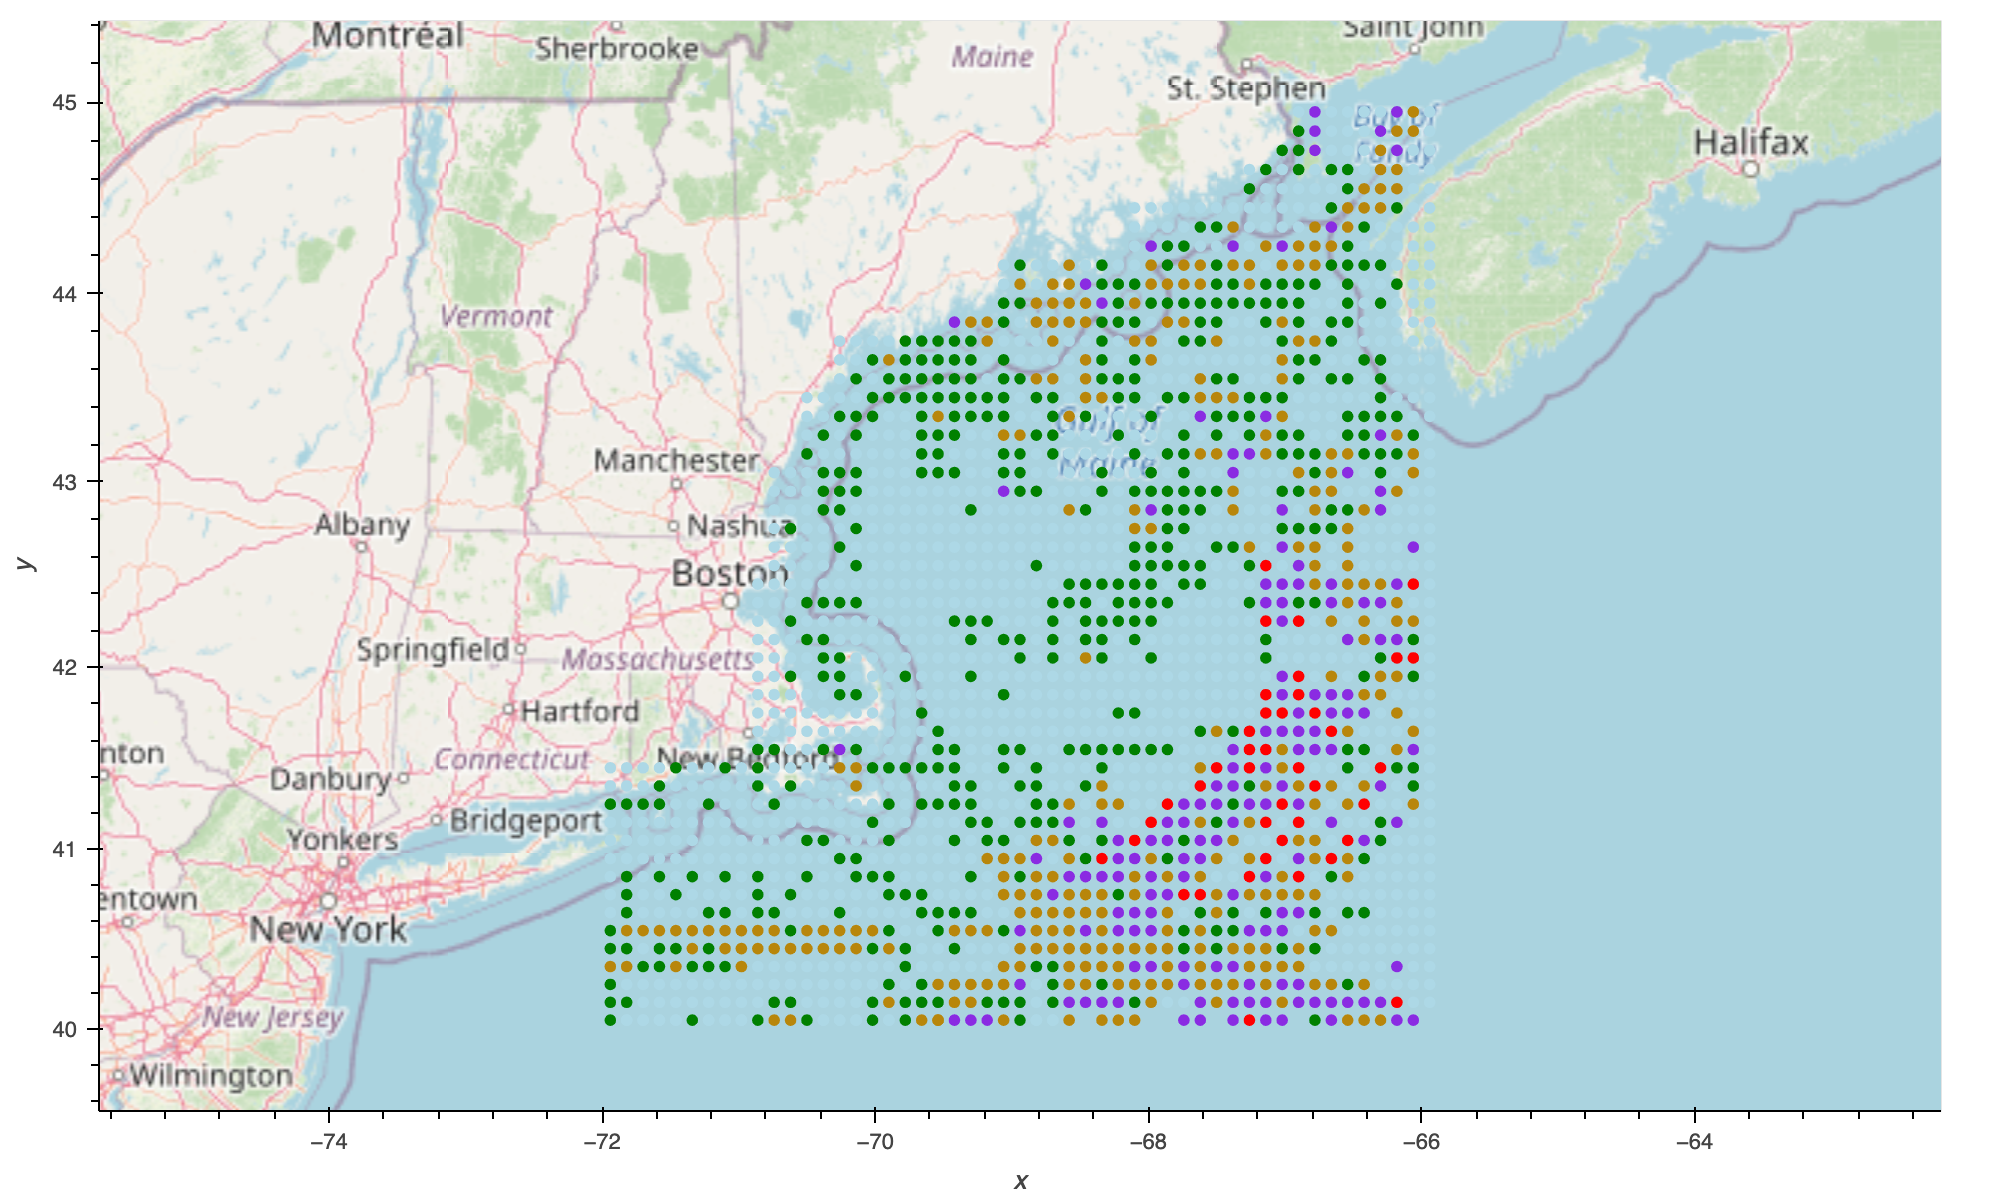 Montréal
Sherbrooke
Maine
Saint John
St. Stephen
Bay of
Fundy
Halifax
45
44
43
42
41
40
y
Vermont
Gulf of
Maine
Manchester
Albany
Nashua
Boston
Springfield
Massachusetts
Hartford
nton
Connecticut
New Bedford
Danbury
Bridgeport
Yonkers
entown
New York
New Jersey
Wilmington
−74
−72
−70
−68
−66
−64
x